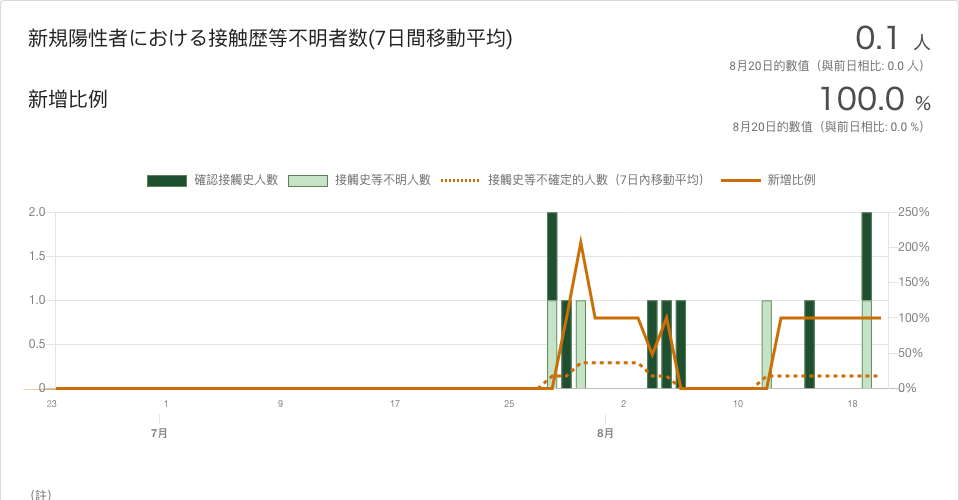 新規陽性者における接触歴等不明者数(7日間移動平均)
0.1 人
8月20日的數值（與前日相比: 0.0 人）
新增比例
100.0 %
8月20日的數值（與前日相比: 0.0 %）
確認接觸史人數 接觸史等不明人數 接觸史等不確定的人數（7日內移動平均） 新增比例
2.0 250%
200%
1.5
150%
1.0
100%
0.5
50%
0 0%
23 1 9 17 25 2 10 18
7月 8月
（註）